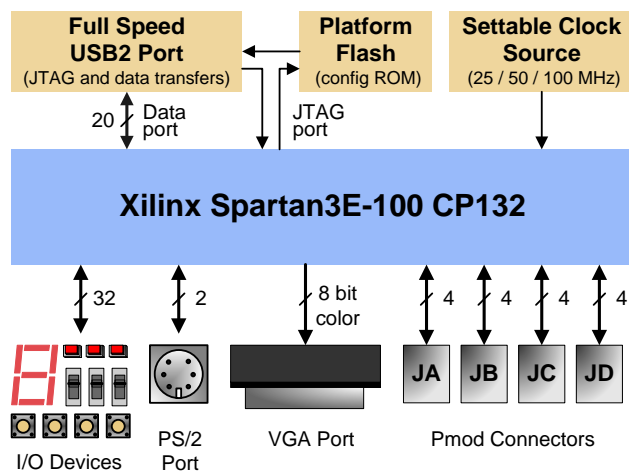 Full Speed
USB2 Port
(JTAG and data transfers)
Platform
Flash
(config ROM)
Settable Clock
Source
(25 / 50 / 100 MHz)
20
Data
port
JTAG
port
Xilinx Spartan3E-100 CP132
32
2
8 bit
color
4
4
4
4
JA
JB
JC
JD
I/O Devices
PS/2
Port
VGA Port
Pmod Connectors